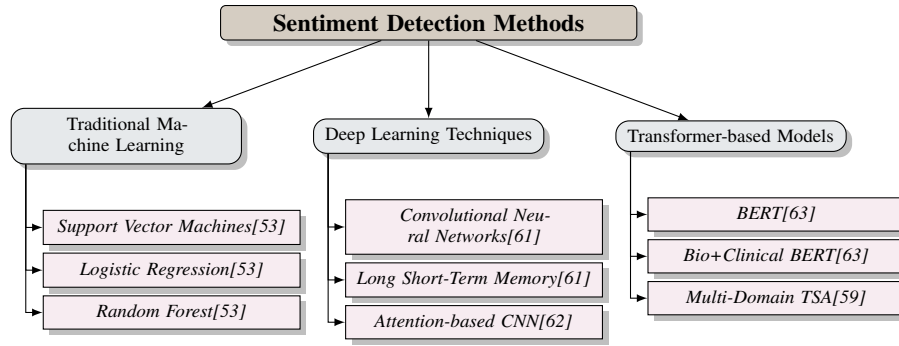 Sentiment Detection Methods
Traditional Ma-
chine Learning
Support Vector Machines[53]
Logistic Regression[53]
Random Forest[53]
Deep Learning Techniques
Convolutional Neu-
ral Networks[61]
Long Short-Term Memory[61]
Attention-based CNN[62]
Transformer-based Models
BERT[63]
Bio+Clinical BERT[63]
Multi-Domain TSA[59]